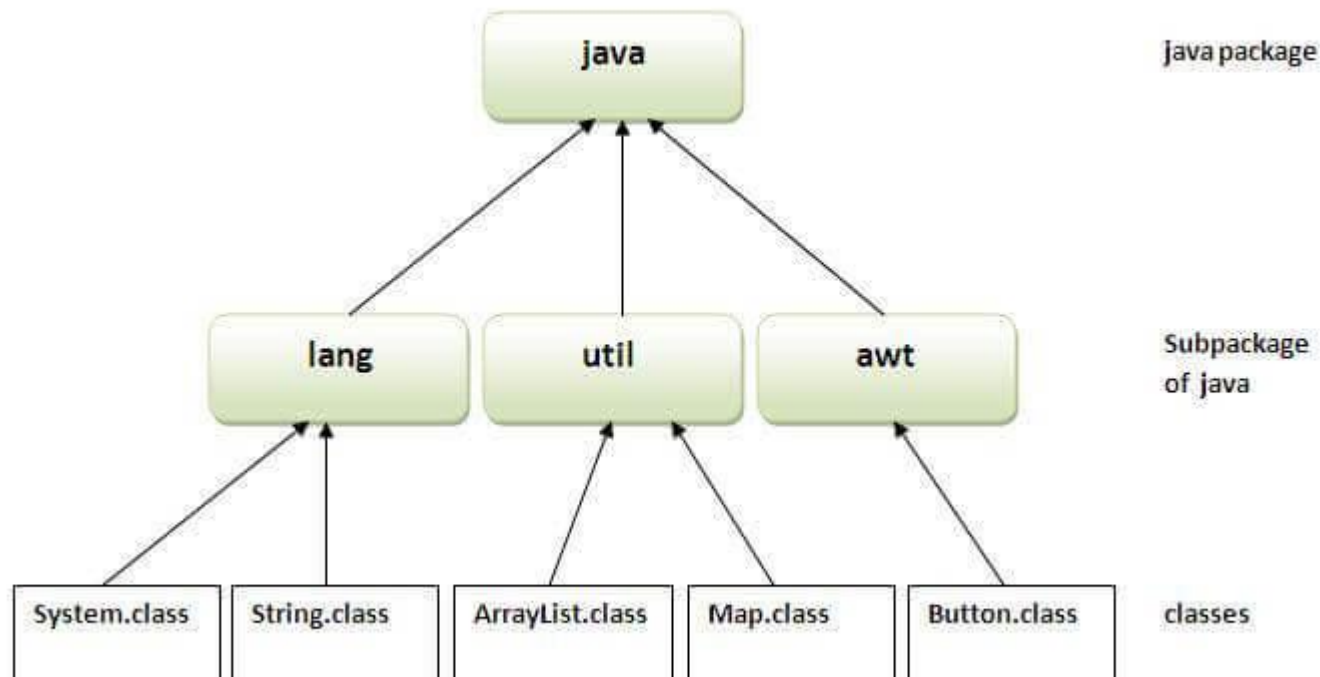 java
java package
lang
util
awt
Subpackage
of java
System.class
String.class
ArrayList.class
Map.class
Button.class
classes